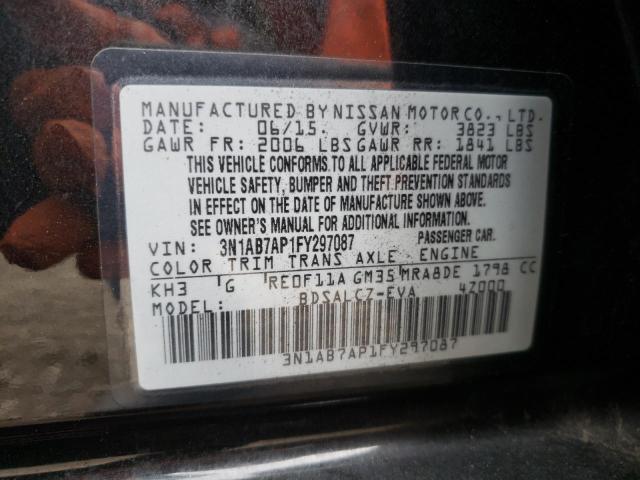 MANUFACTURED BY NISSAN MOTOR CO., LTD.
DATE: 06/15. GVWR: 3823 LBS
GAWR FR: 2006 LBS GAWR RR: 1841 LBS
THIS VEHICLE CONFORMS TO ALL APPLICABLE FEDERAL MOTOR
VEHICLE SAFETY, BUMPER AND THEFT PREVENTION STANDARDS
IN EFFECT ON THE DATE OF MANUFACTURE SHOWN ABOVE.
SEE OWNER'S MANUAL FOR ADDITIONAL INFORMATION.
VIN: 3N1AB7AP1FY297087 PASSENGER CAR.
COLOR TRIM TRANS AXLE ENGINE
KH3 G RE0F11A GM35 MRA8DE 1798 CC
MODEL: BDSALCZ-EVA 4Z000
3N1AB7AP1FY297087